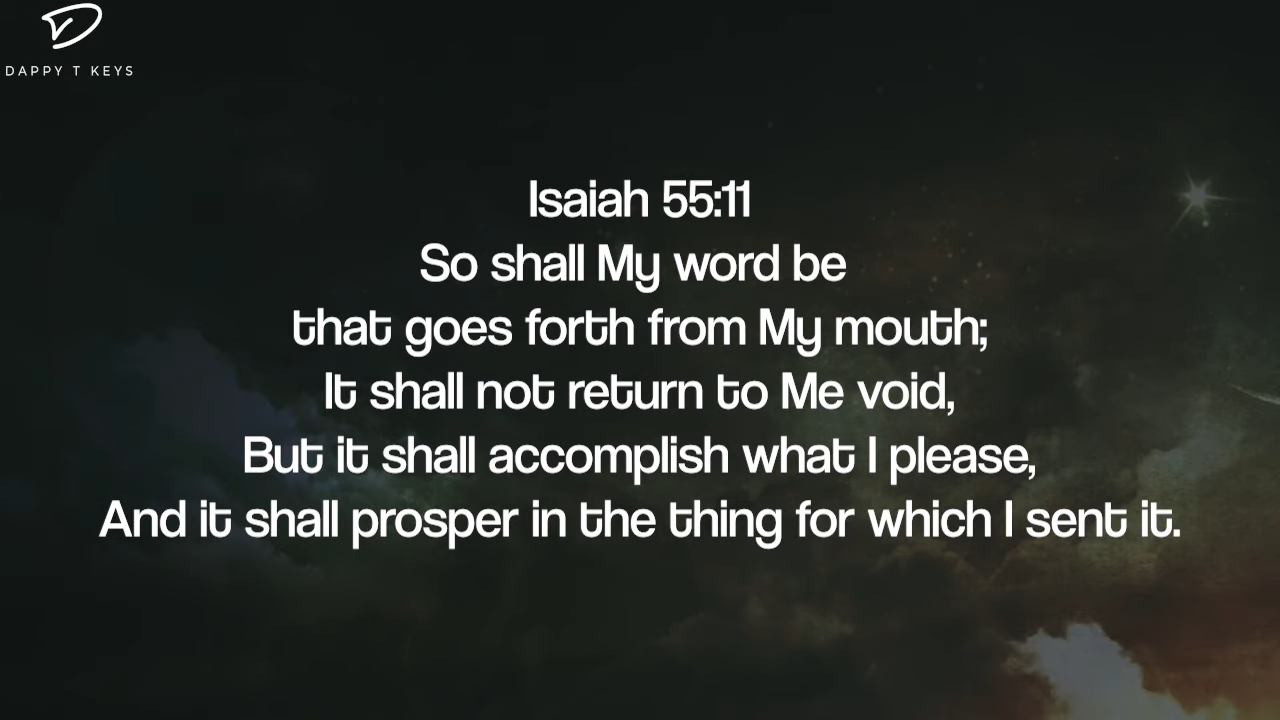 DAPPY T KEYS
Isaiah 55:11
So shall My word be
that goes forth from My mouth;
It shall not return to Me void,
But it shall accomplish what I please,
And it shall prosper in the thing for which I sent it.